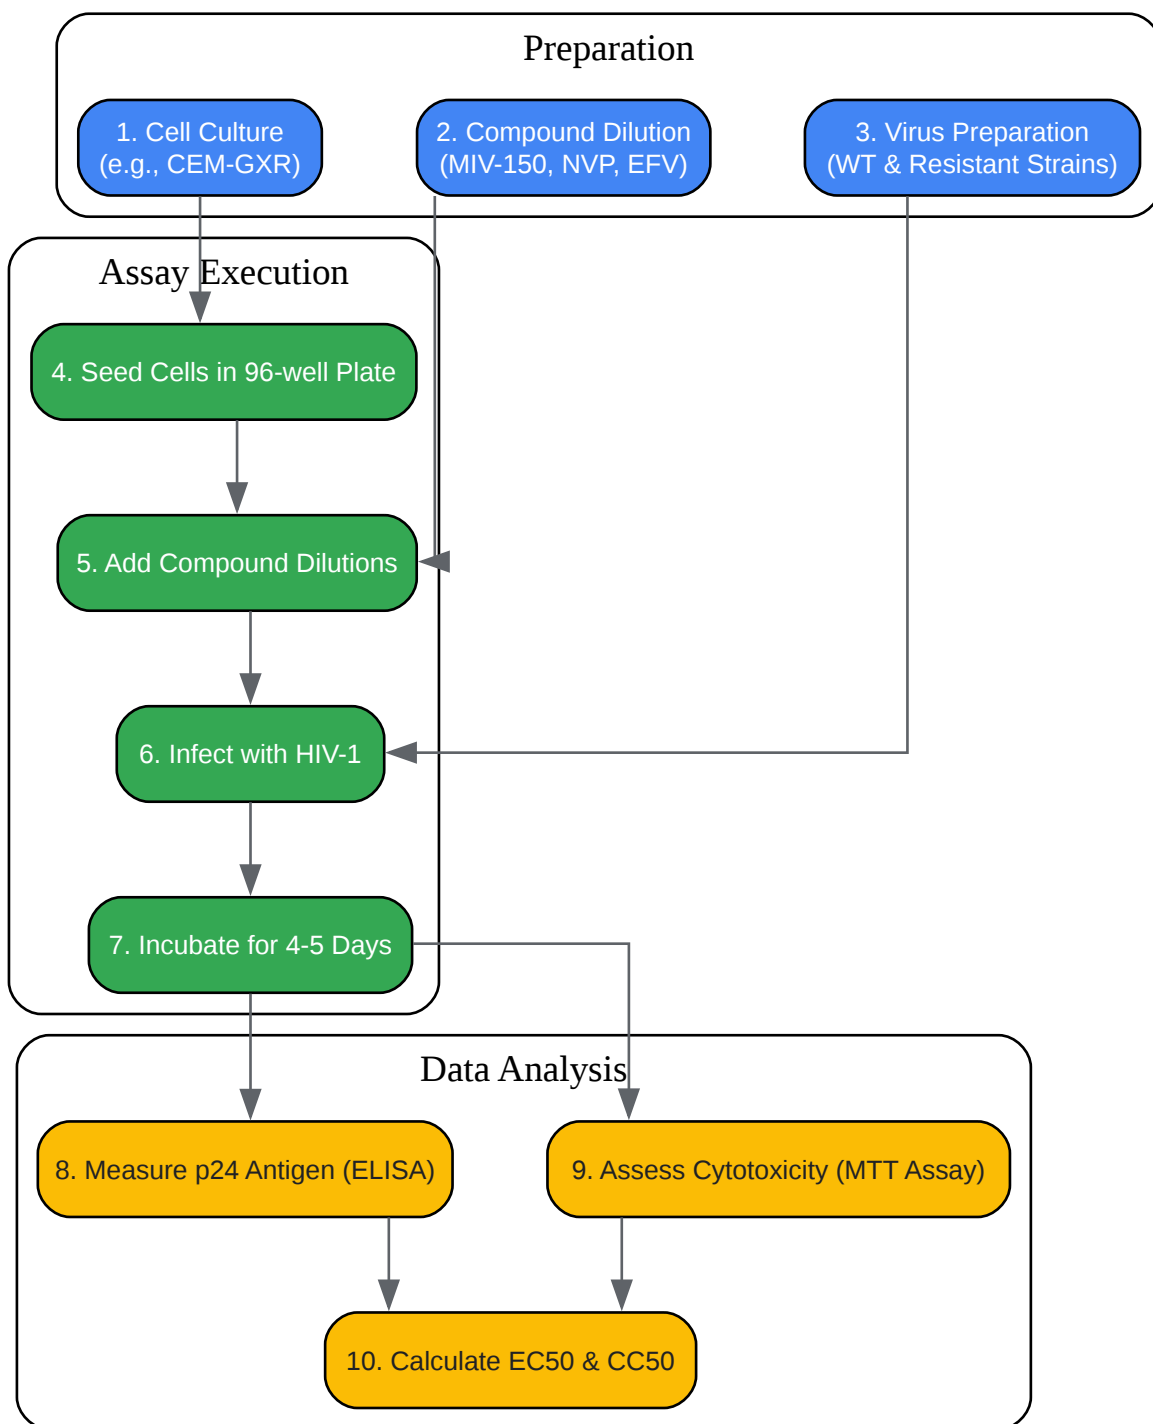 Preparation
1. Cell Culture
(e.g., CEM-GXR)
2. Compound Dilution
(MIV-150, NVP, EFV)
3. Virus Preparation
(WT & Resistant Strains)
Assay Execution
4. Seed Cells in 96-well Plate
5. Add Compound Dilutions
6. Infect with HIV-1
7. Incubate for 4-5 Days
Data Analysis
8. Measure p24 Antigen (ELISA)
9. Assess Cytotoxicity (MTT Assay)
10. Calculate EC50 & CC50